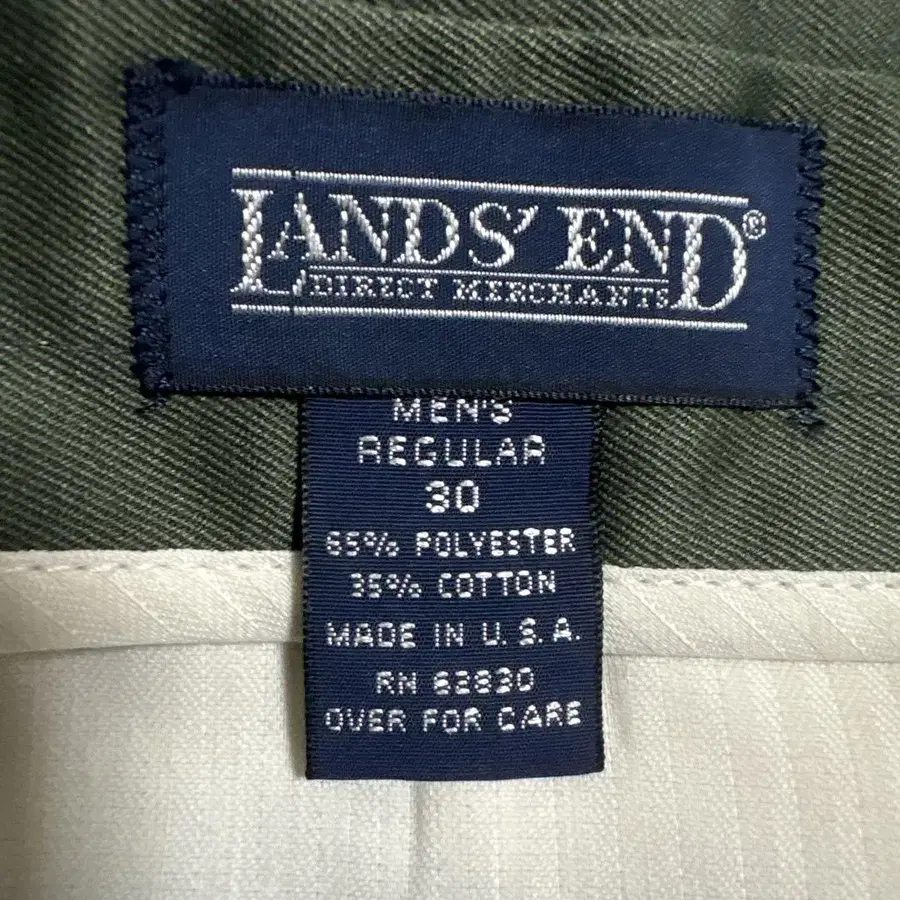 LANDS' END®
DIRECT MERCHANTS
MEN'S
REGULAR
30
65% POLYESTER
35% COTTON
MADE IN U.S.A.
RN 62830
OVER FOR CARE